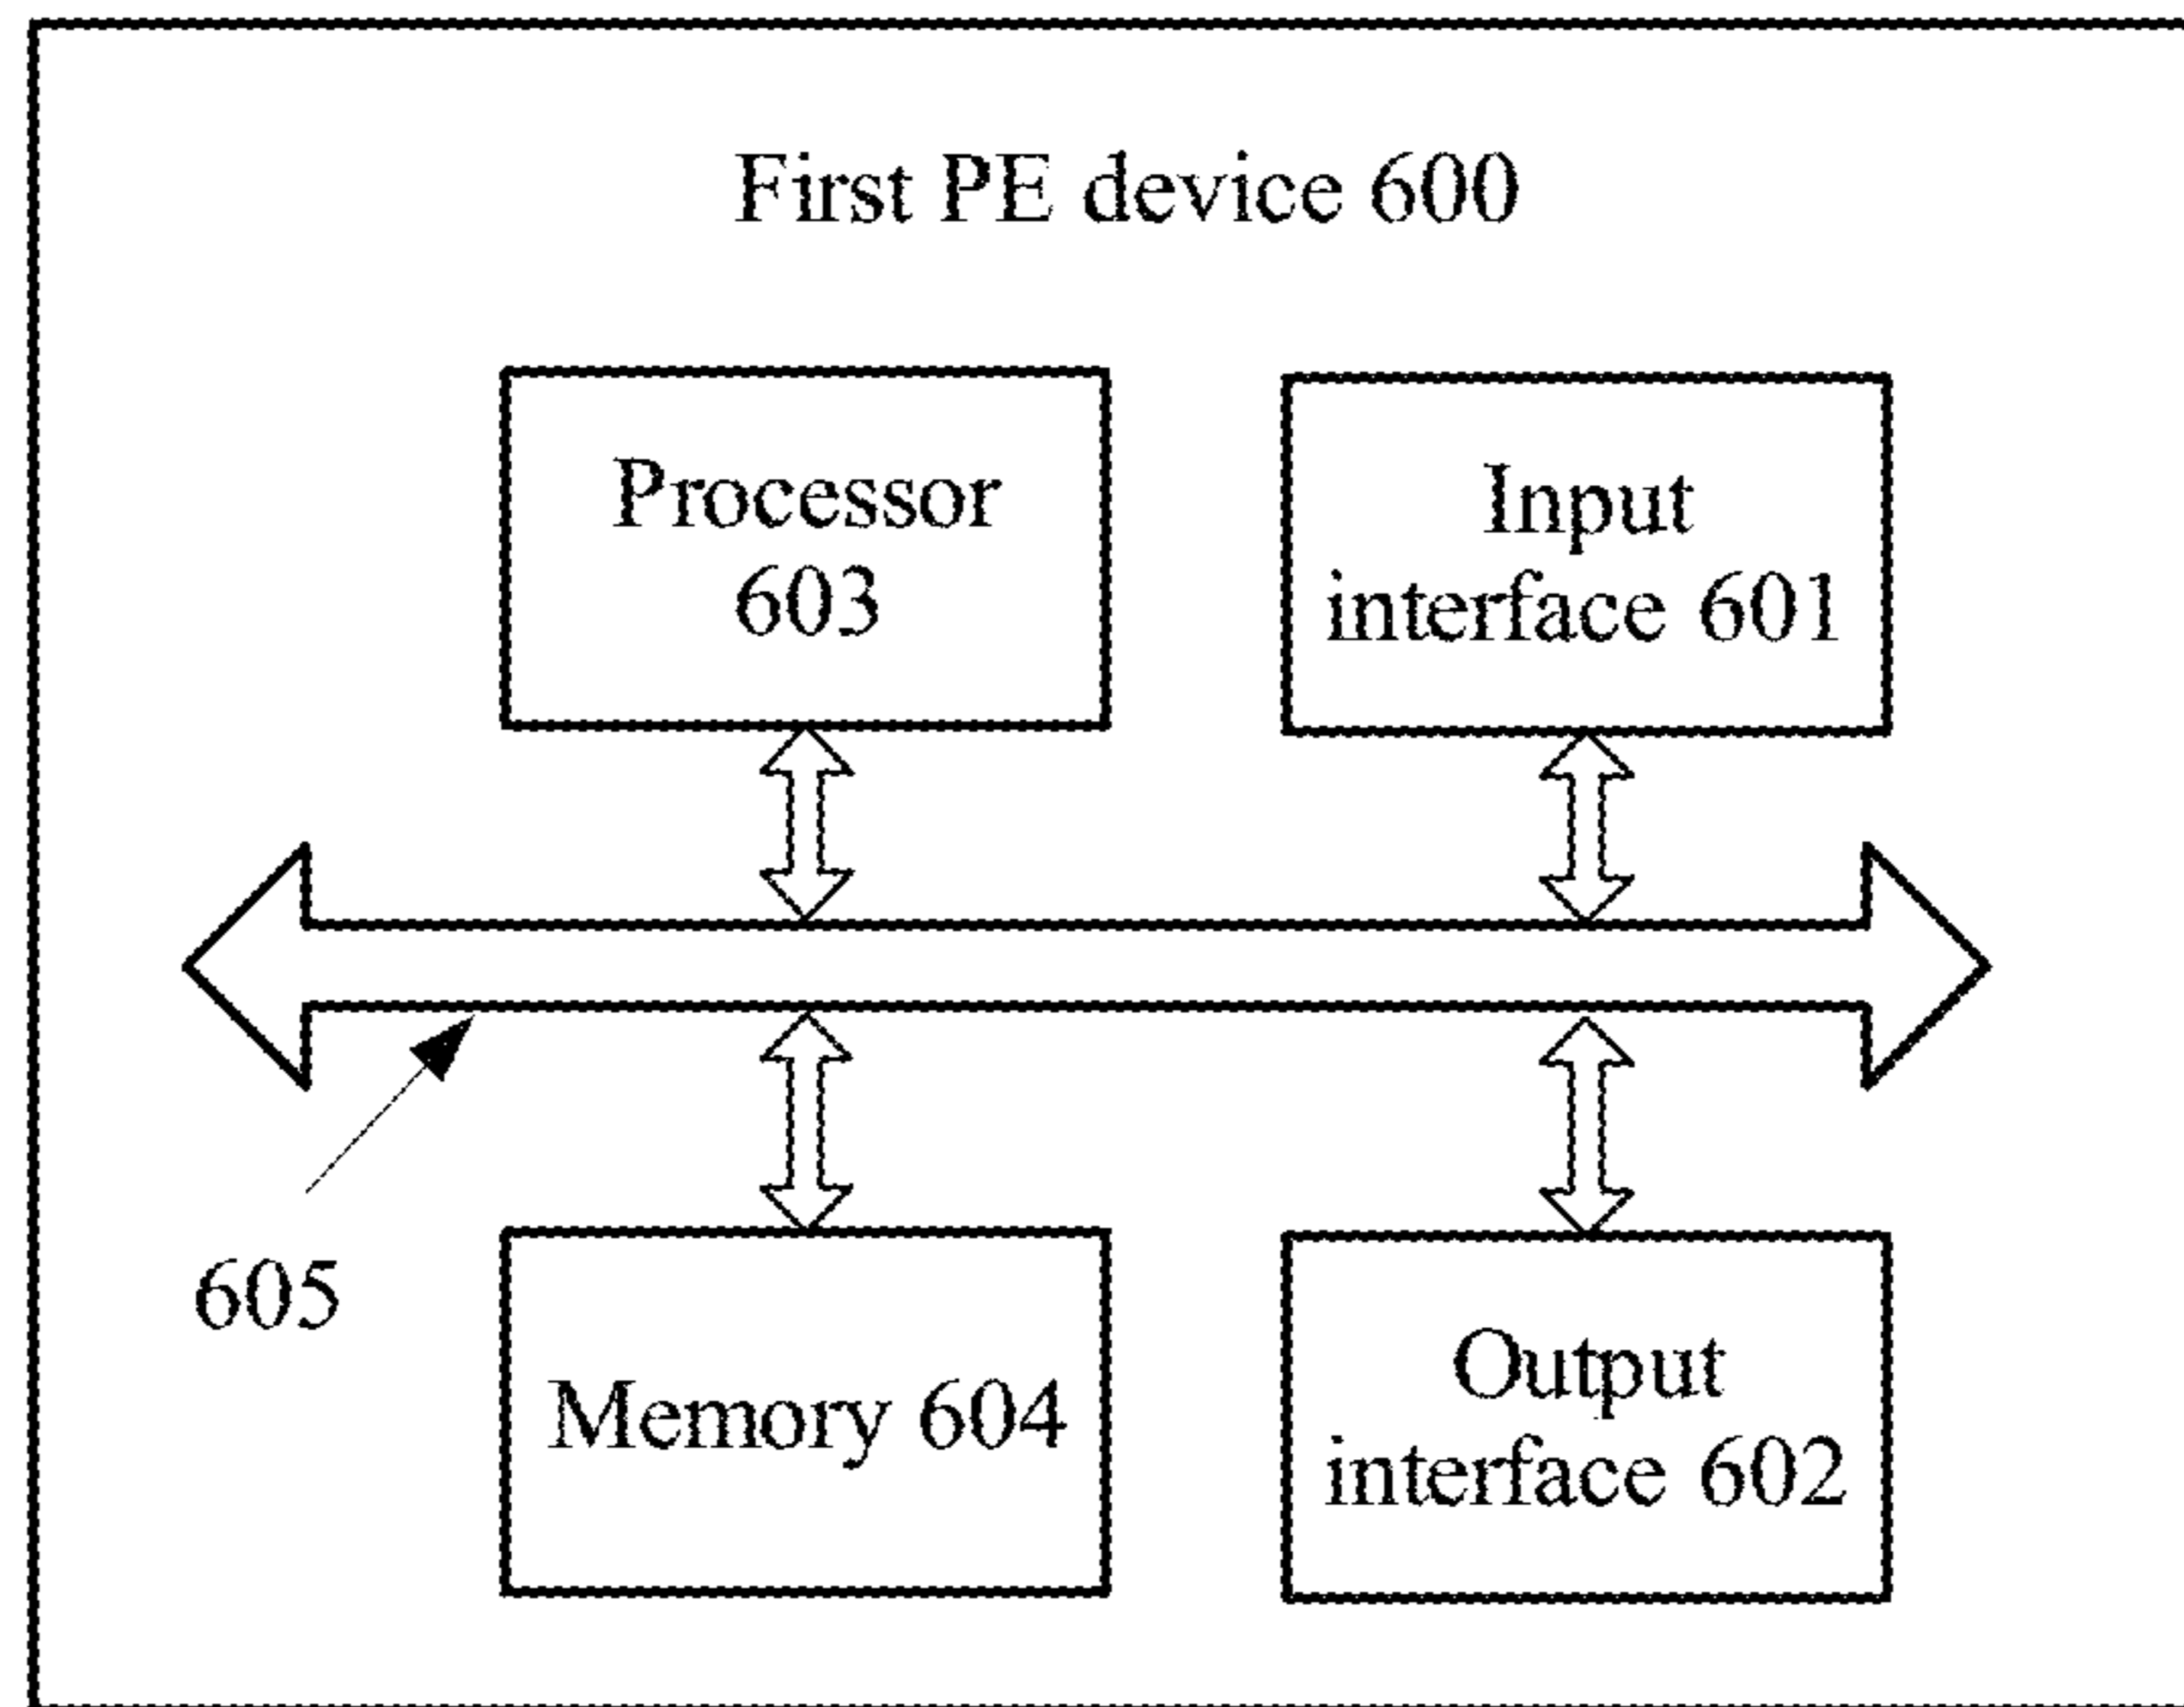 First PE device 600
Processor
603
Input
interface 601
605
Memory 604
Output
interface 602